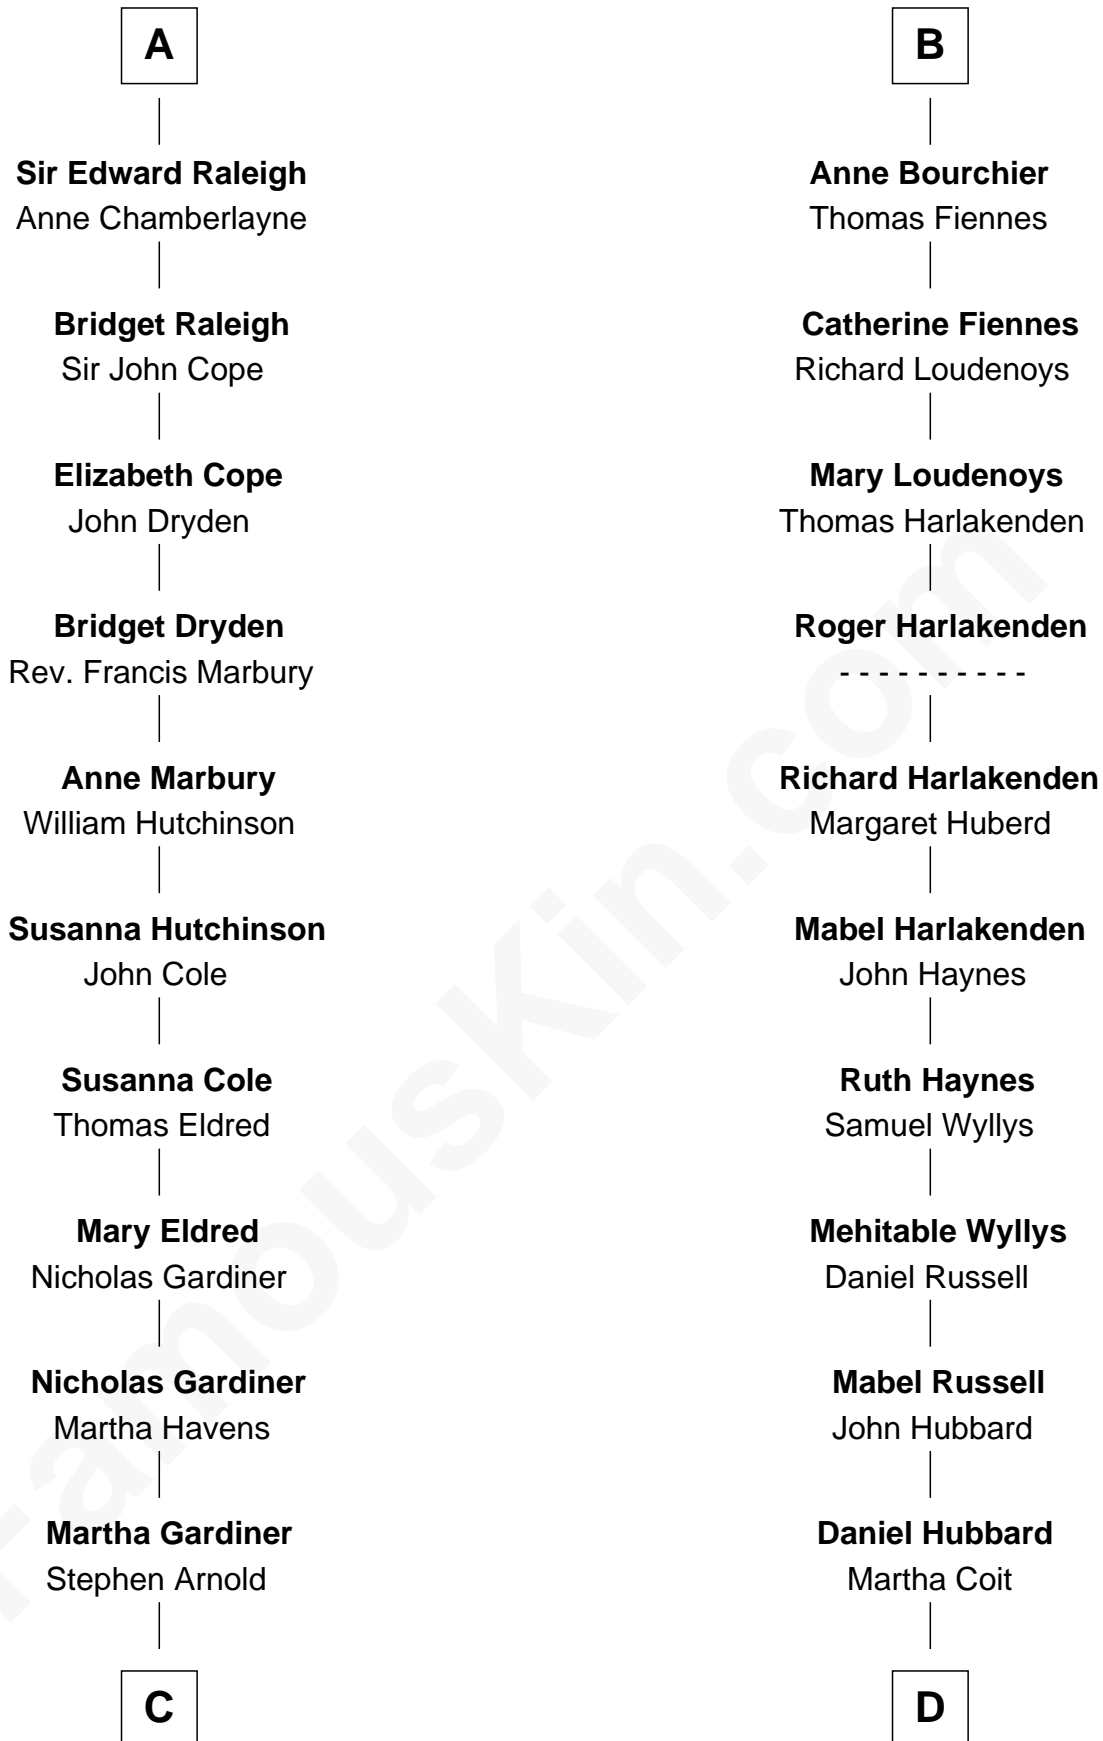 A
Sir Edward Raleigh
Anne Chamberlayne
Bridget Raleigh
Sir John Cope
Elizabeth Cope
John Dryden
Bridget Dryden
Rev. Francis Marbury
Anne Marbury
William Hutchinson
Susanna Hutchinson
John Cole
Susanna Cole
Thomas Eldred
Mary Eldred
Nicholas Gardiner
Nicholas Gardiner
Martha Havens
Martha Gardiner
Stephen Arnold
C
B
Anne Bourchier
Thomas Fiennes
Catherine Fiennes
Richard Loudenoys
Mary Loudenoys
Thomas Harlakenden
Roger Harlakenden
- - - - - - - - - -
Richard Harlakenden
Margaret Huberd
Mabel Harlakenden
John Haynes
Ruth Haynes
Samuel Wyllys
Mehitable Wyllys
Daniel Russell
Mabel Russell
John Hubbard
Daniel Hubbard
Martha Coit
D
FamousKin.com